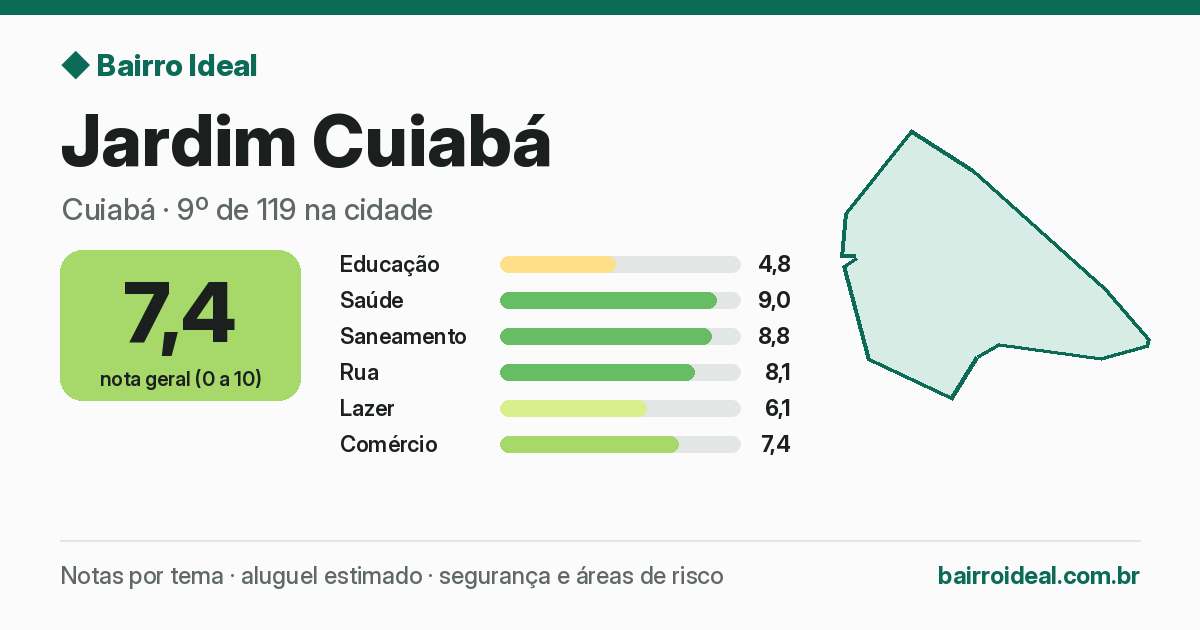 Bairro Ideal
Jardim Cuiabá
Cuiabá · 9º de 119 na cidade
7,4
nota geral (0 a 10)
Educação 4,8
Saúde 9,0
Saneamento 8,8
Rua 8,1
Lazer 6,1
Comércio 7,4
Notas por tema · aluguel estimado · segurança e áreas de risco
bairroideal.com.br